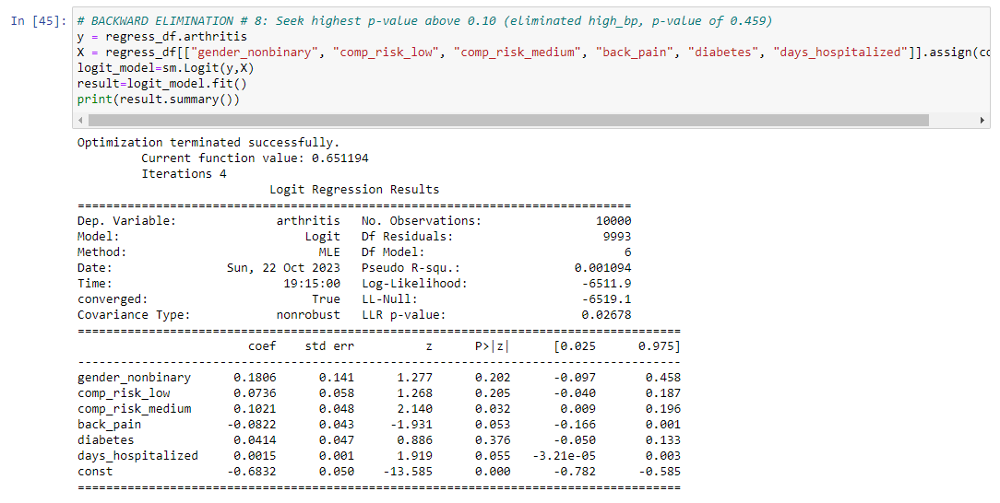 In [45]: # BACKWARD ELIMINATION # 8: Seek highest p-value above 0.10 (eliminated high_bp, p-value of 0.459)
y = regress_df.arthritis
X = regress_df[["gender_nonbinary", "comp_risk_low", "comp_risk_medium", "back_pain", "diabetes", "days_hospitalized"]].assign(co
logit_model=sm.Logit(y,X)
result=logit_model.fit()
print(result.summary())
Optimization terminated successfully.
         Current function value: 0.651194
         Iterations 4
                           Logit Regression Results
==============================================================================
Dep. Variable:              arthritis   No. Observations:                10000
Model:                          Logit   Df Residuals:                     9993
Method:                           MLE   Df Model:                            6
Date:                Sun, 22 Oct 2023   Pseudo R-squ.:                0.001094
Time:                        19:15:00   Log-Likelihood:                -6511.9
converged:                       True   LL-Null:                       -6519.1
Covariance Type:            nonrobust   LLR p-value:                   0.02678
=====================================================================================
                        coef    std err          z      P>|z|      [0.025      0.975]
-------------------------------------------------------------------------------------
gender_nonbinary      0.1806      0.141      1.277      0.202      -0.097       0.458
comp_risk_low         0.0736      0.058      1.268      0.205      -0.040       0.187
comp_risk_medium      0.1021      0.048      2.140      0.032       0.009       0.196
back_pain            -0.0822      0.043     -1.931      0.053      -0.166       0.001
diabetes              0.0414      0.047      0.886      0.376      -0.050       0.133
days_hospitalized     0.0015      0.001      1.919      0.055   -3.21e-05       0.003
const                -0.6832      0.050    -13.585      0.000      -0.782      -0.585
=====================================================================================